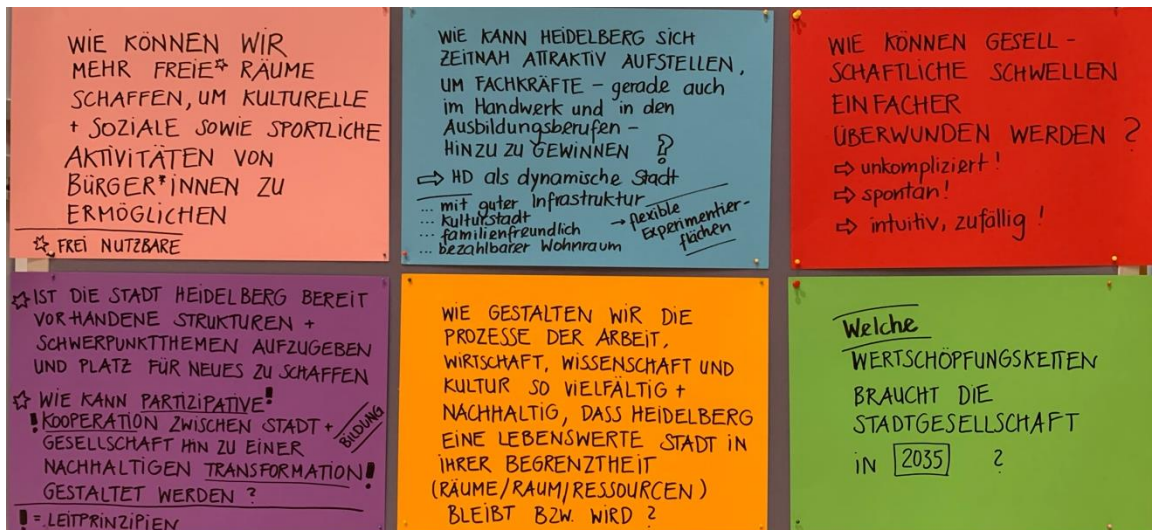 WIE KÖNNEN WIR
MEHR FREIE☆ RÄUME
SCHAFFEN, UM KULTURELLE
+ SOZIALE SOWIE SPORTLICHE
AKTIVITÄTEN VON
BÜRGER*INNEN ZU
ERMÖGLICHEN
☆ FREI NUTZBARE
WIE KANN HEIDELBERG SICH
ZEITNAH ATTRAKTIV AUFSTELLEN,
UM FACHKRÄFTE – gerade auch
im Handwerk und in den
Ausbildungsberufen –
HINZU ZU GEWINNEN ?
⇨ HD als dynamische Stadt
... mit guter Infrastruktur
... kulturstadt
... familienfreundlich
... bezahlbarer Wohnraum
→ flexible
Experimentier-
flächen
WIE KÖNNEN GESELL-
SCHAFTLICHE SCHWELLEN
EINFACHER
ÜBERWUNDEN WERDEN ?
⇨ unkompliziert !
⇨ spontan !
⇨ intuitiv, zufällig !
☆ IST DIE STADT HEIDELBERG BEREIT
VORHANDENE STRUKTUREN +
SCHWERPUNKTTHEMEN AUFZUGEBEN
UND PLATZ FÜR NEUES ZU SCHAFFEN
☆ WIE KANN PARTIZIPATIVE !
! KOOPERATION ZWISCHEN STADT +
GESELLSCHAFT HIN ZU EINER
NACHHALTIGEN TRANSFORMATION !
GESTALTET WERDEN ?
BILDUNG
! = LEITPRINZIPIEN
WIE GESTALTEN WIR DIE
PROZESSE DER ARBEIT,
WIRTSCHAFT, WISSENSCHAFT UND
KULTUR SO VIELFÄLTIG +
NACHHALTIG, DASS HEIDELBERG
EINE LEBENSWERTE STADT IN
IHRER BEGRENZTHEIT
(RÄUME/RAUM/RESSOURCEN)
BLEIBT BZW. WIRD ?
Welche
WERTSCHÖPFUNGSKETTEN
BRAUCHT DIE
STADTGESELLSCHAFT
IN 2035 ?